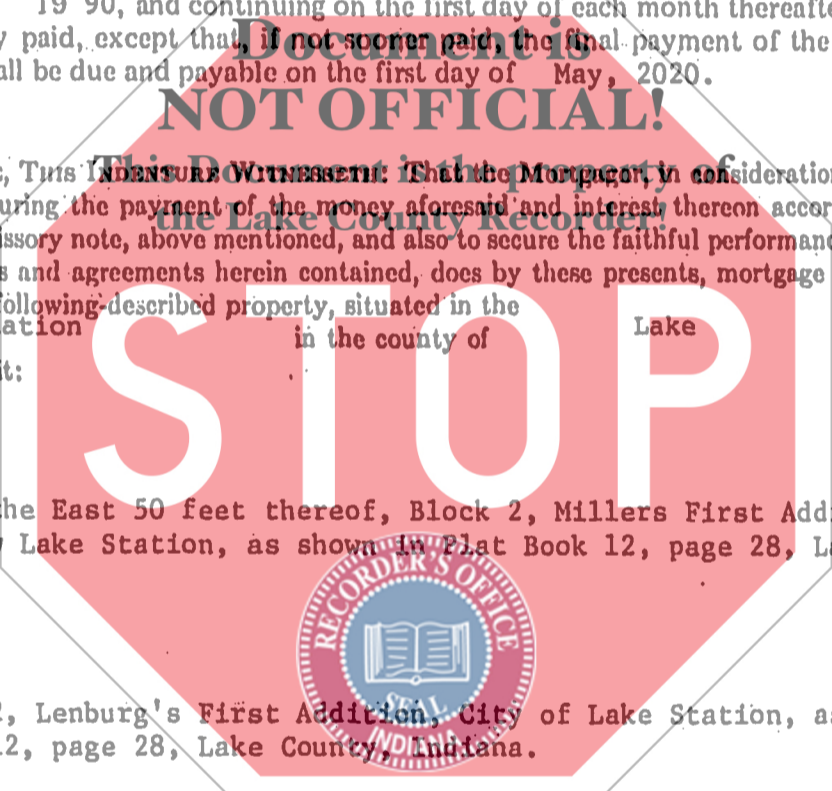 19 90, and continuing on the first day of each month thereafte
y paid, except that, if not sooner paid, the final payment of the
all be due and payable on the first day of May, 2020.
Document is
NOT OFFICIAL!
This Document is the property of
the Lake County Recorder!
, THIS INDENTURE WITNESSETH: That the Mortgagor, in consideration
uring the payment of the money aforesaid and interest thereon accor
issory note, above mentioned, and also to secure the faithful performanc
s and agreements herein contained, does by these presents, mortgage
ollowing-described property, situated in the
ation in the county of Lake
it:
STOP
he East 50 feet thereof, Block 2, Millers First Addi
y Lake Station, as shown in Plat Book 12, page 28, La
RECORDER'S OFFICE
SEAL
INDIANA
2, Lenburg's First Addition, City of Lake Station, as
12, page 28, Lake County, Indiana.